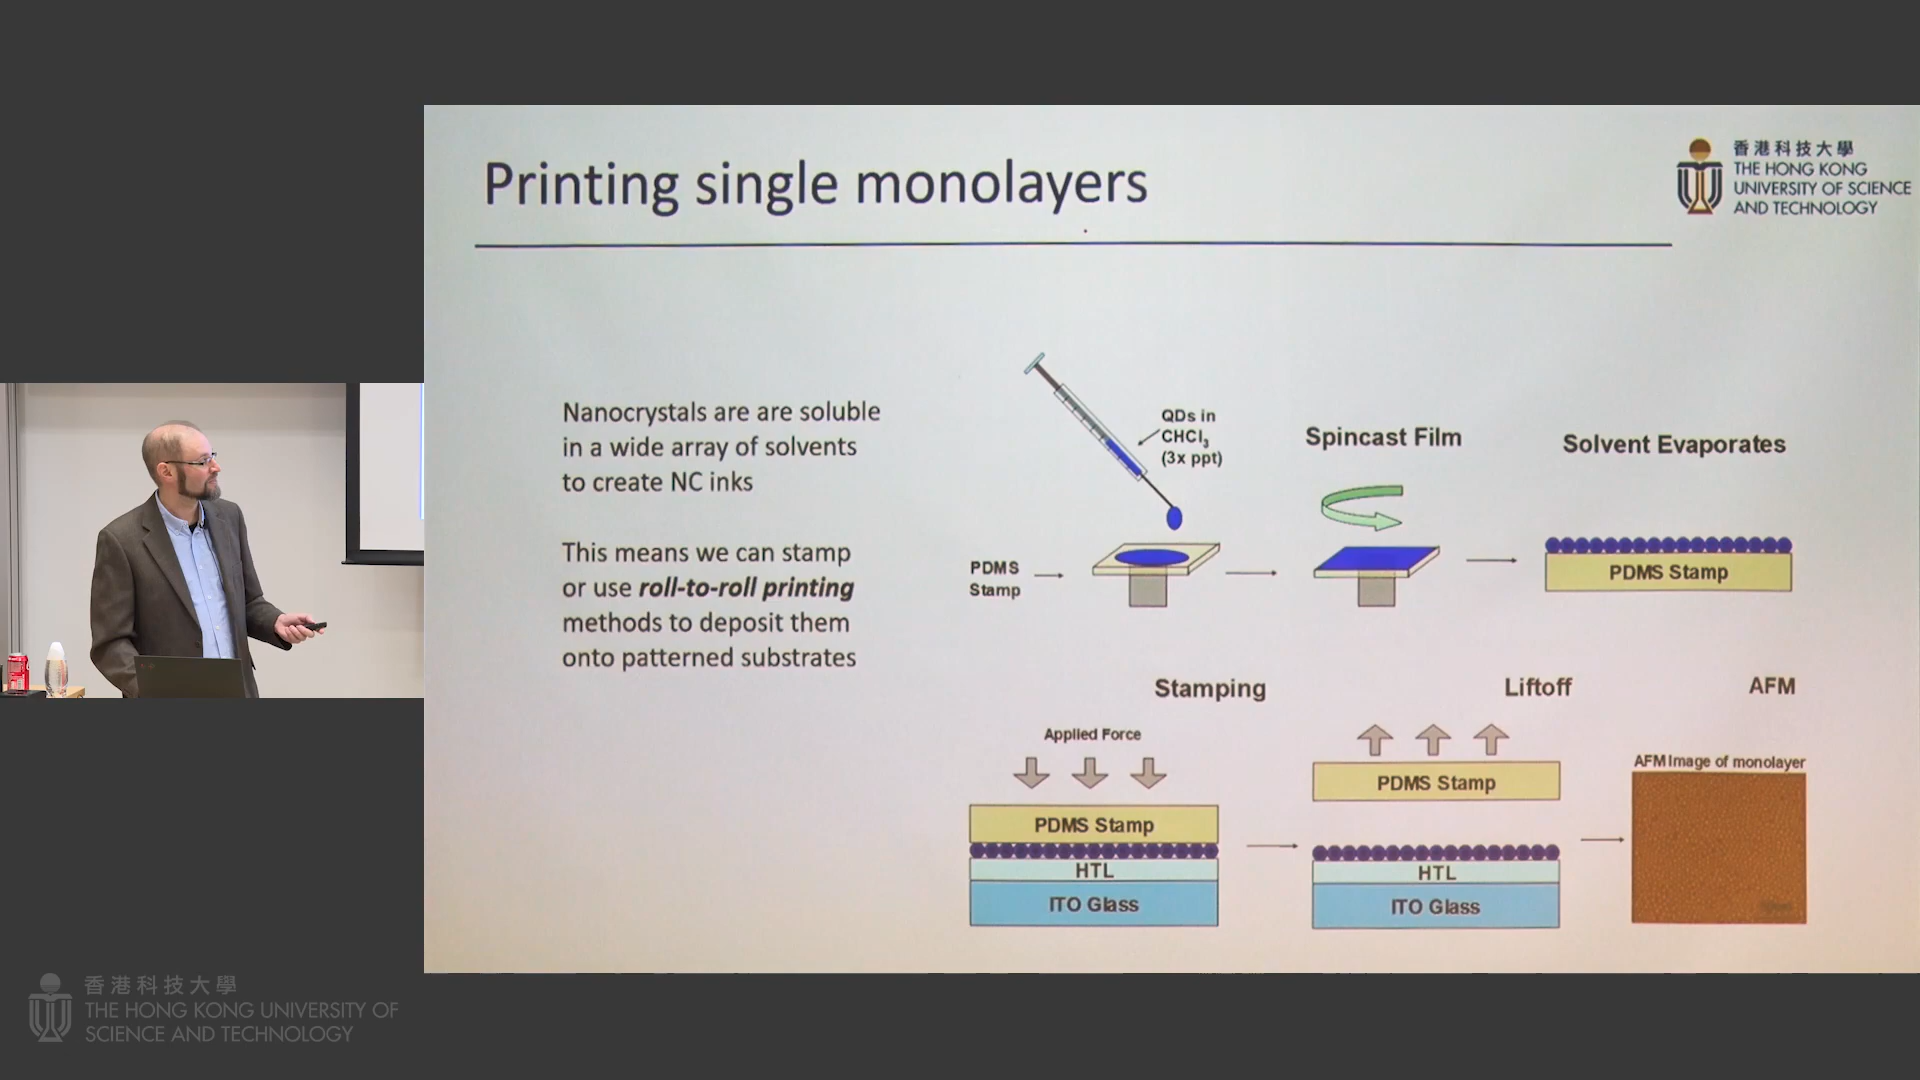 Printing single monolayers
香港科技大學
THE HONG KONG
UNIVERSITY OF SCIENCE
AND TECHNOLOGY
Nanocrystals are are soluble
in a wide array of solvents
to create NC inks
This means we can stamp
or use roll-to-roll printing
methods to deposit them
onto patterned substrates
QDs in
CHCl3
(3x ppt)
PDMS
Stamp
Spincast Film
Solvent Evaporates
PDMS Stamp
Stamping
Applied Force
PDMS Stamp
HTL
ITO Glass
Liftoff
PDMS Stamp
HTL
ITO Glass
AFM
AFM Image of monolayer
香港科技大學
THE HONG KONG UNIVERSITY OF
SCIENCE AND TECHNOLOGY